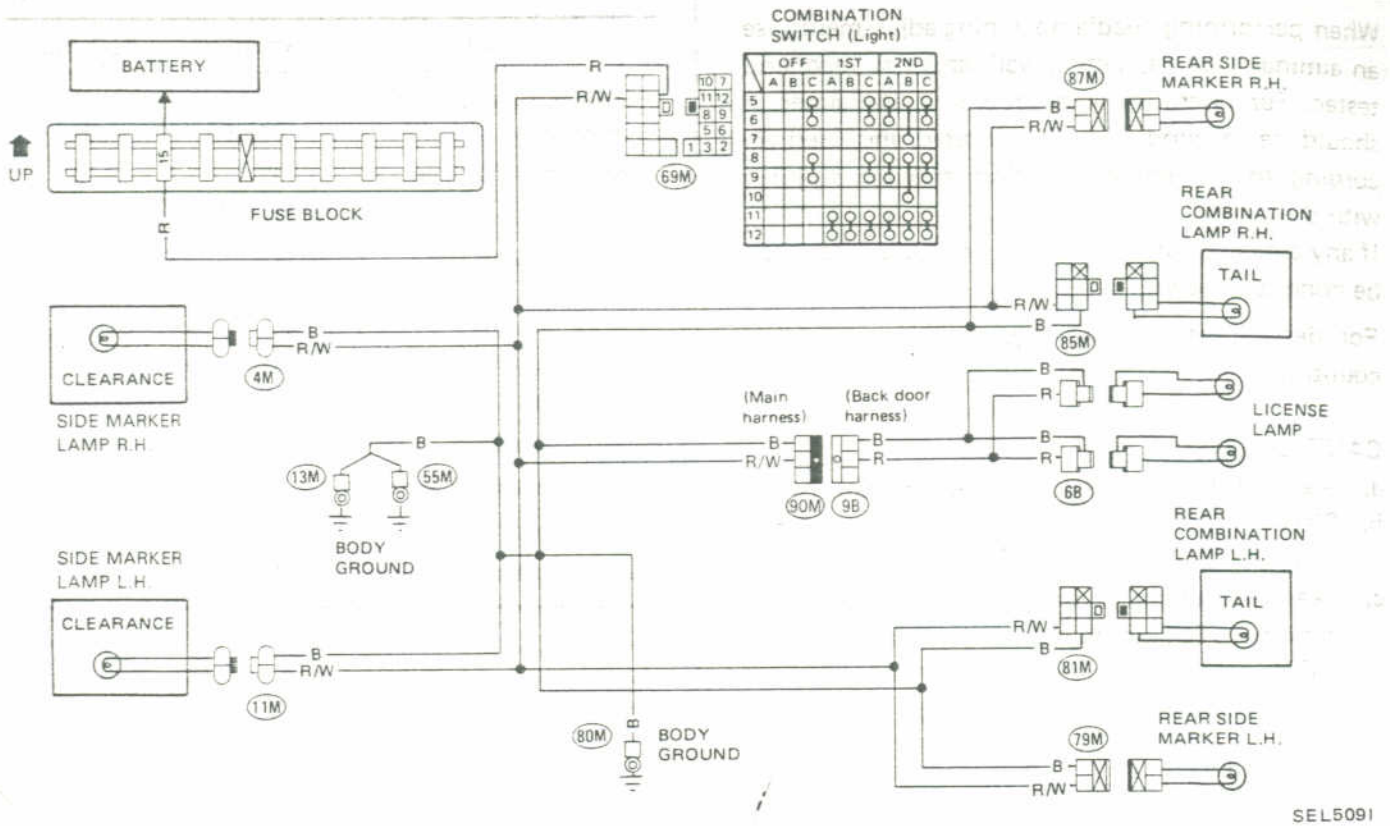 COMBINATION
SWITCH (Light)
OFF 1ST 2ND
A B C A B C A B C
5
6
7
8
9
10
11
12
BATTERY
UP
15
FUSE BLOCK
R
R
R/W
10 7
11 12
8 9
5 6
1 3 2
69M
87M
B
R/W
REAR SIDE
MARKER R.H.
REAR
COMBINATION
LAMP R.H.
TAIL
R/W
B
85M
CLEARANCE
SIDE MARKER
LAMP R.H.
B
R/W
4M
(Main
harness)
(Back door
harness)
B
R/W
B
R
90M
9B
B
R
B
R
6B
LICENSE
LAMP
B
13M
55M
BODY
GROUND
SIDE MARKER
LAMP L.H.
CLEARANCE
B
R/W
11M
REAR
COMBINATION
LAMP L.H.
TAIL
R/W
B
81M
80M
B
BODY
GROUND
79M
B
R/W
REAR SIDE
MARKER L.H.
SEL509I